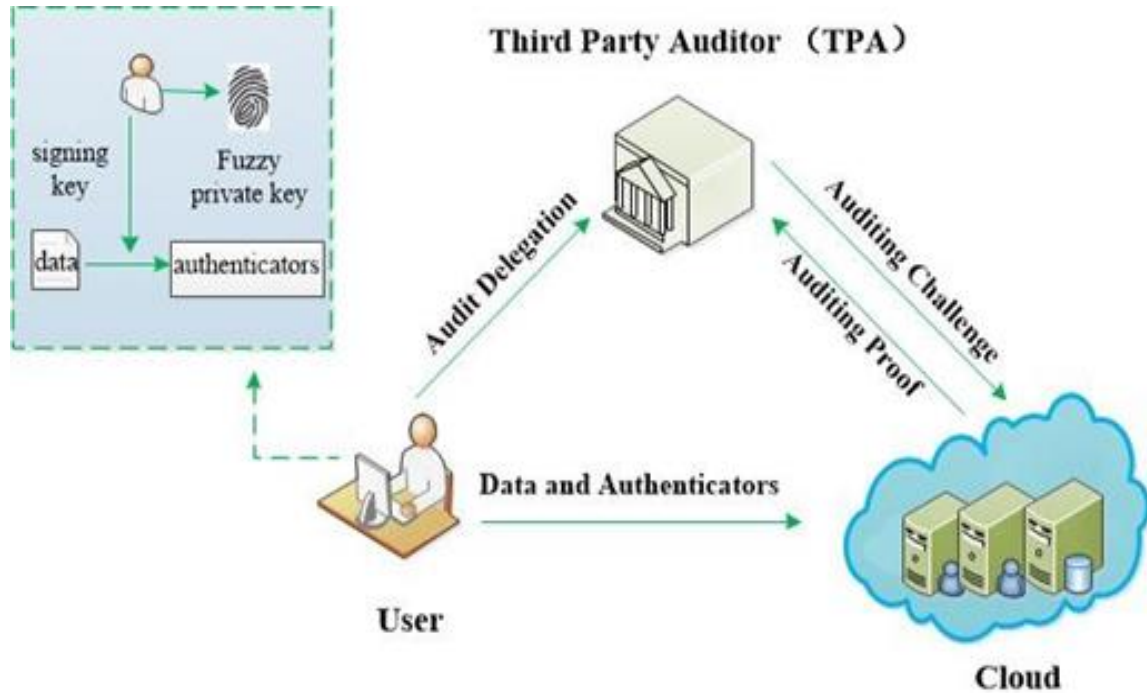 Third Party Auditor （TPA）
signing
key
Fuzzy
private key
data
authenticators
Audit Delegation
Auditing Challenge
Auditing Proof
Data and Authenticators
User
Cloud